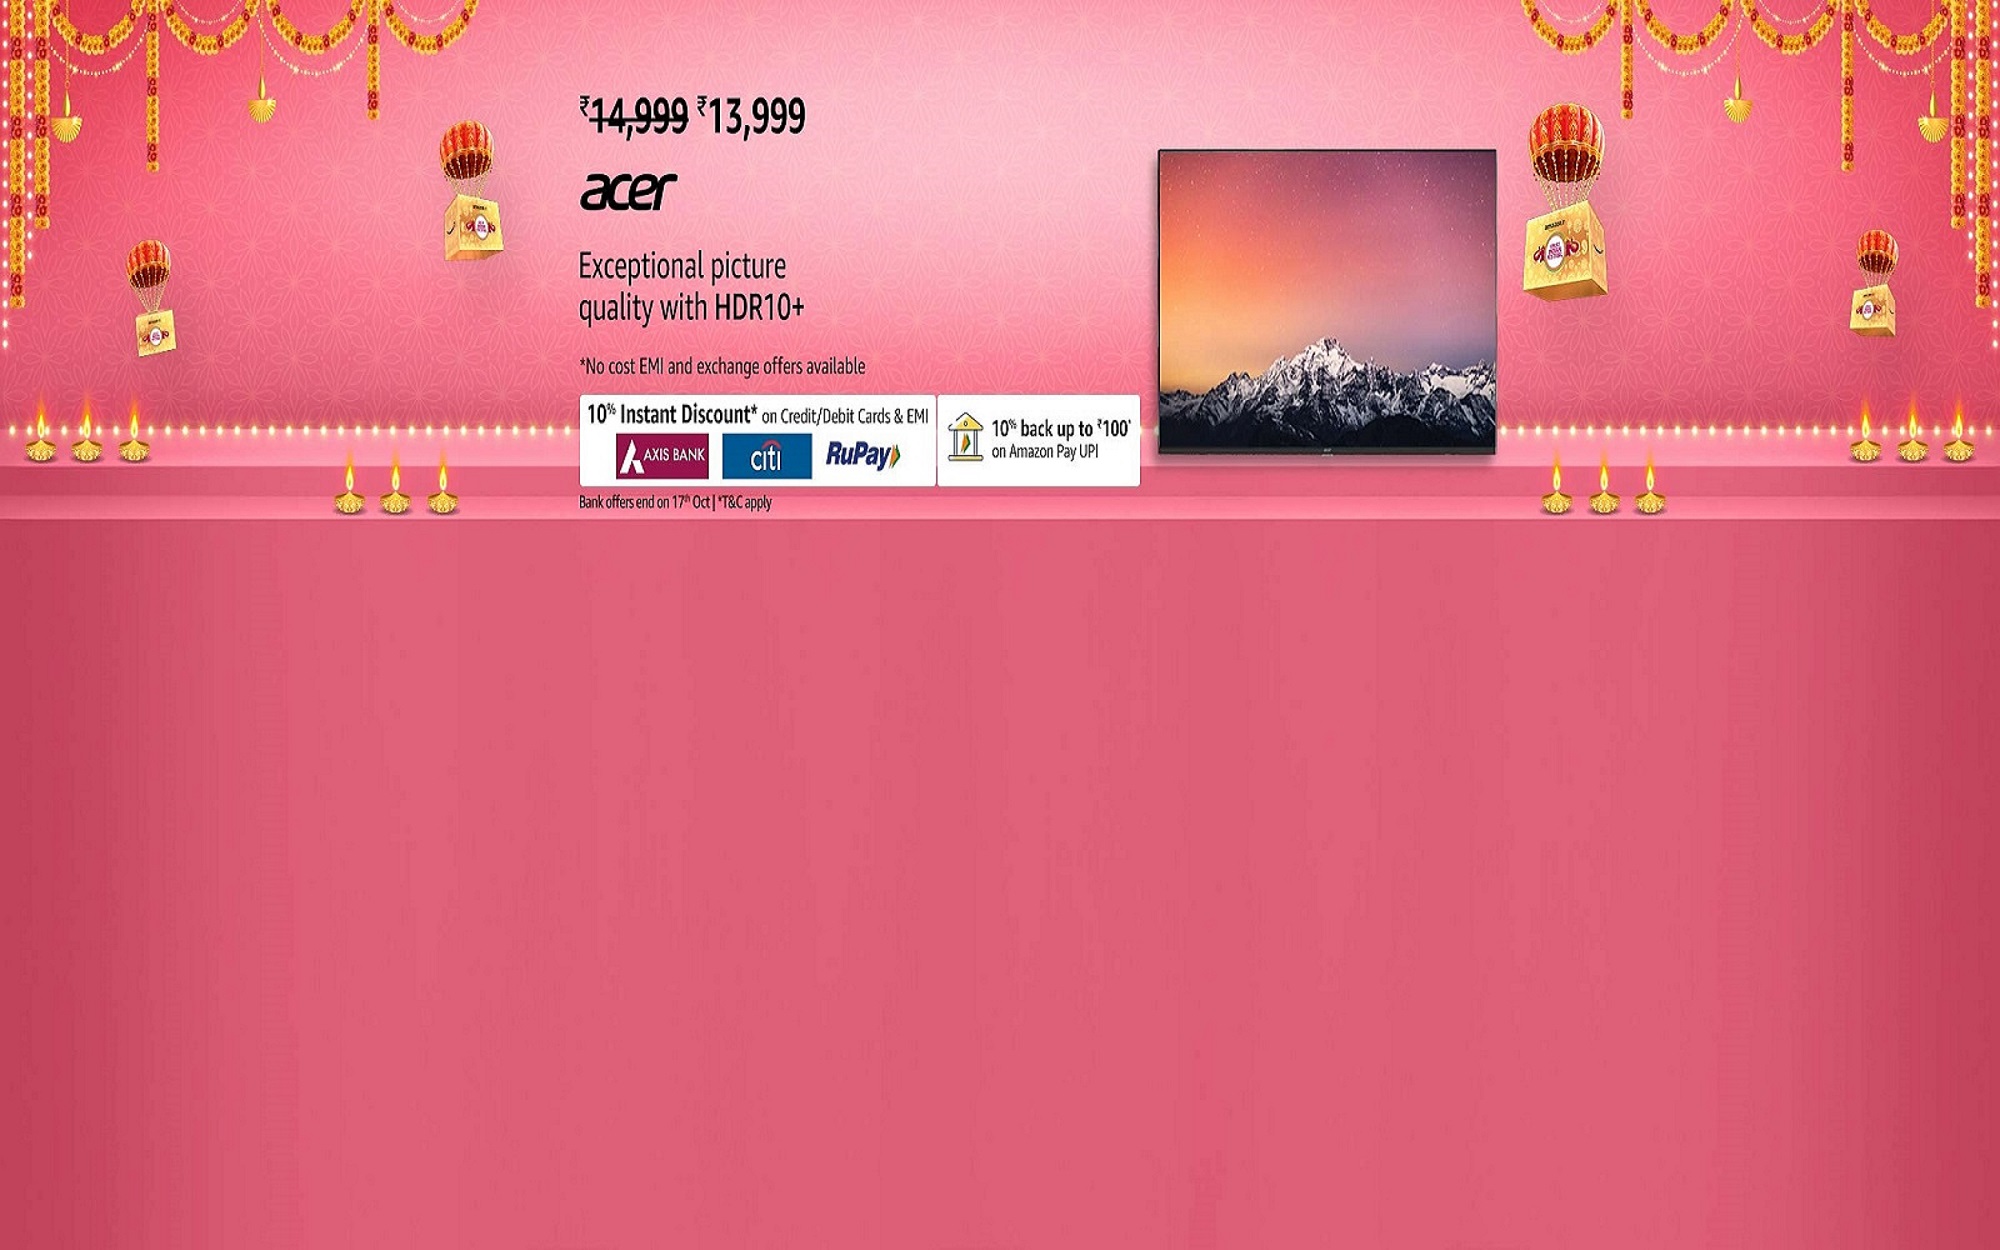 ₹14,999 ₹13,999
acer
Exceptional picture
quality with HDR10+
*No cost EMI and exchange offers available
10% Instant Discount* on Credit/Debit Cards & EMI
AXIS BANK citi RuPay
10% back up to ₹100*
on Amazon Pay UPI
Bank offers end on 17th Oct | *T&C apply